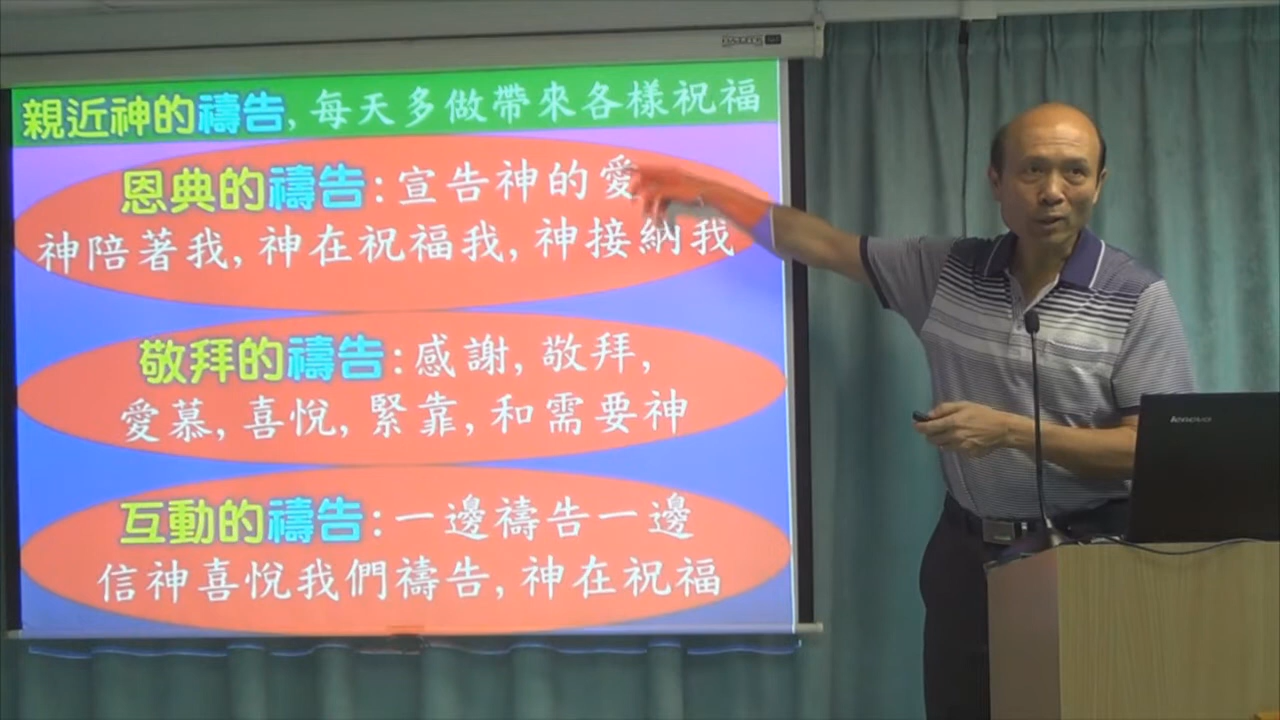 親近神的禱告, 每天多做帶來各樣祝福
恩典的禱告: 宣告神的愛
神陪著我, 神在祝福我, 神接納我
敬拜的禱告: 感謝, 敬拜,
愛慕, 喜悅, 緊靠, 和需要神
互動的禱告: 一邊禱告一邊
信神喜悅我們禱告, 神在祝福
lenovo